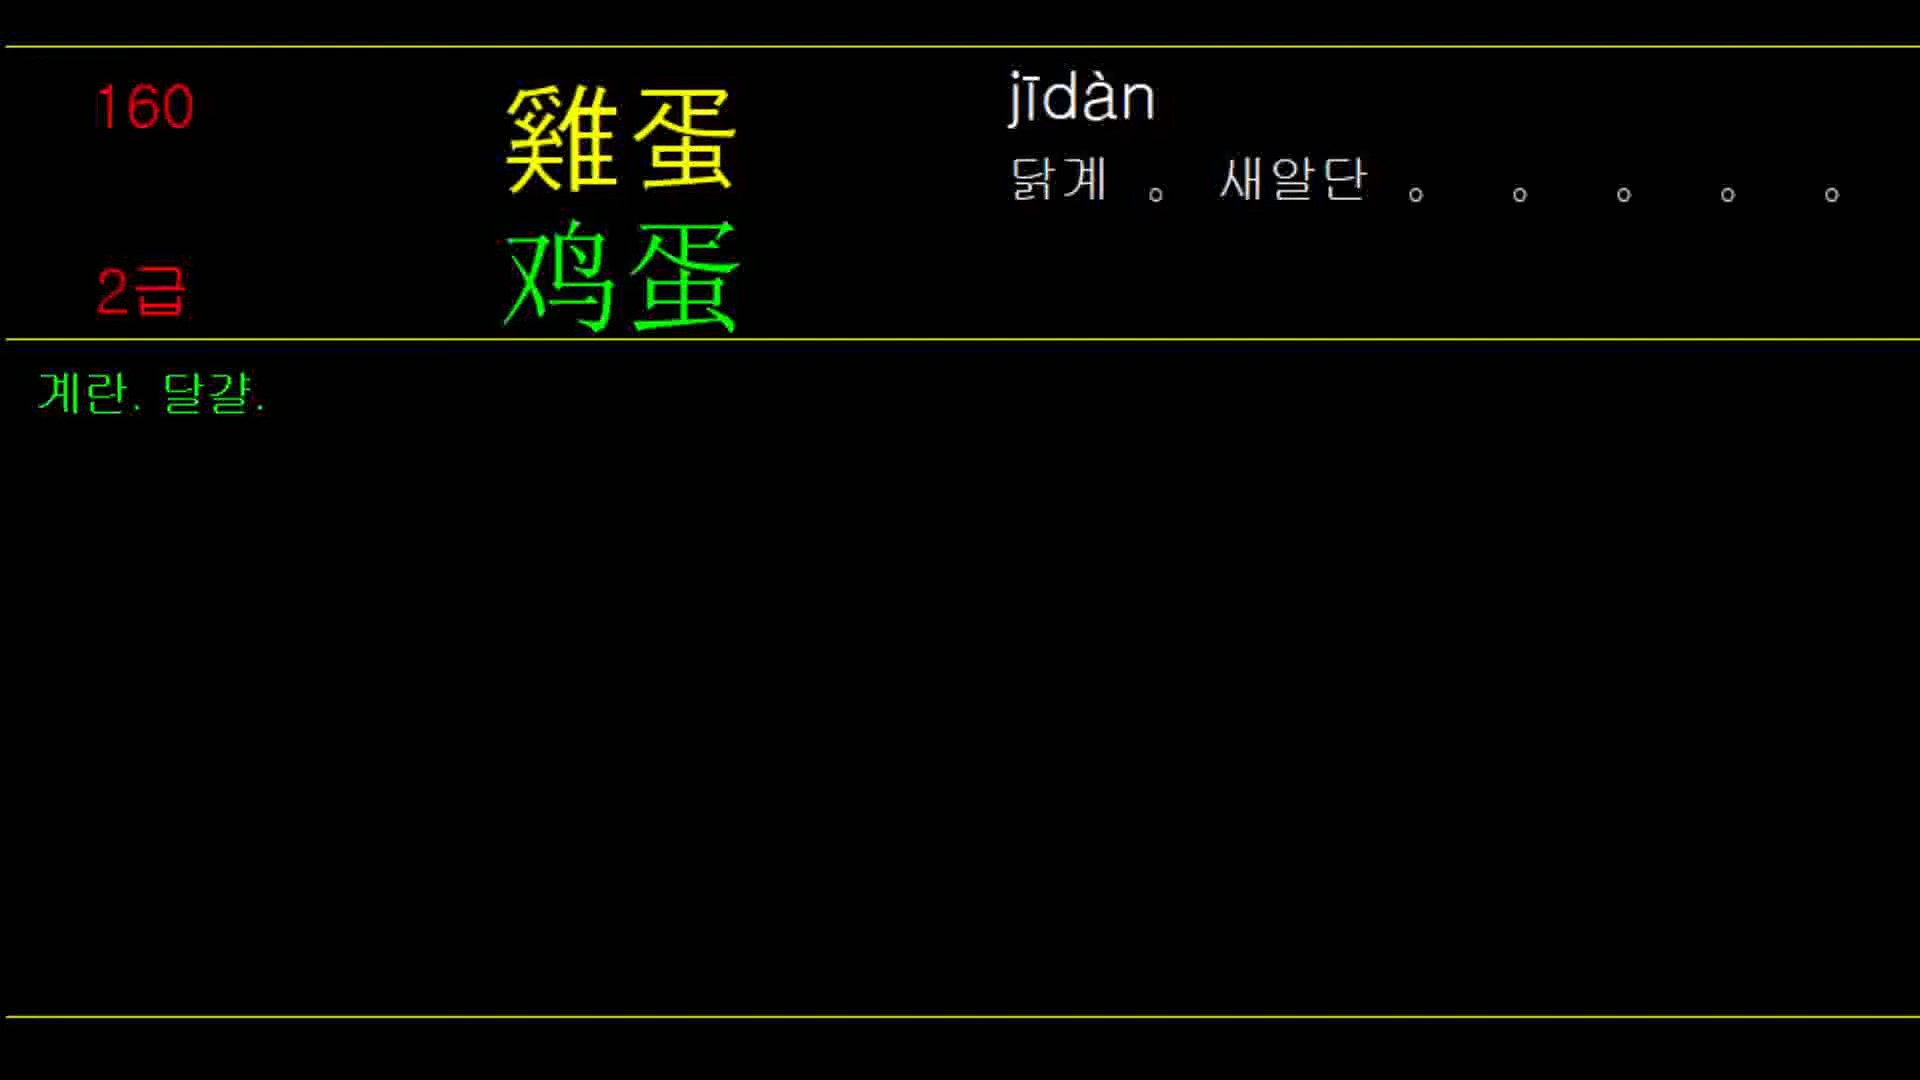 160
雞蛋
jīdàn
닭계 。 새알단 。 。 。 。 。
2급
鸡蛋
계란. 달걀.